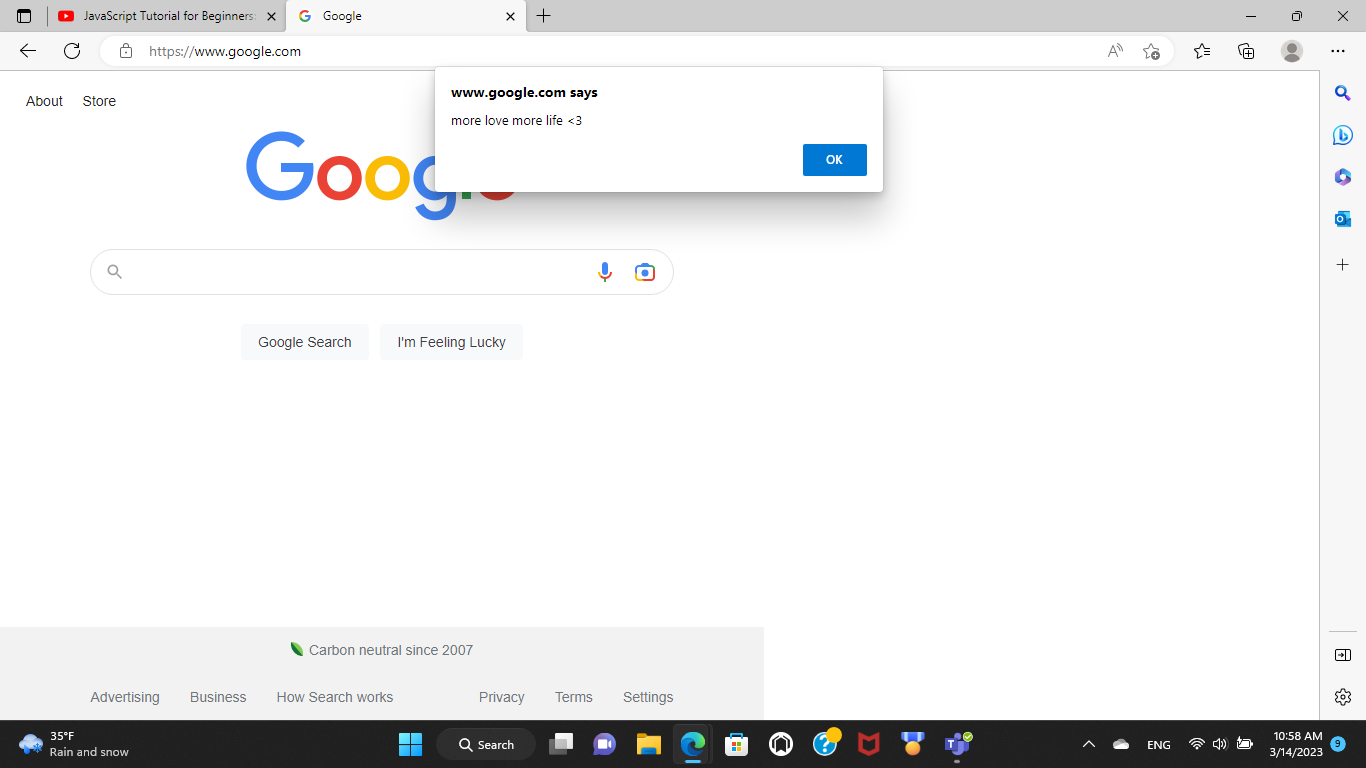 JavaScript Tutorial for Beginners:
Google
https://www.google.com
About Store
www.google.com says
more love more life <3
OK
Google
Google Search I'm Feeling Lucky
Carbon neutral since 2007
Advertising Business How Search works Privacy Terms Settings
35°F
Rain and snow
Search
ENG
10:58 AM
3/14/2023
9